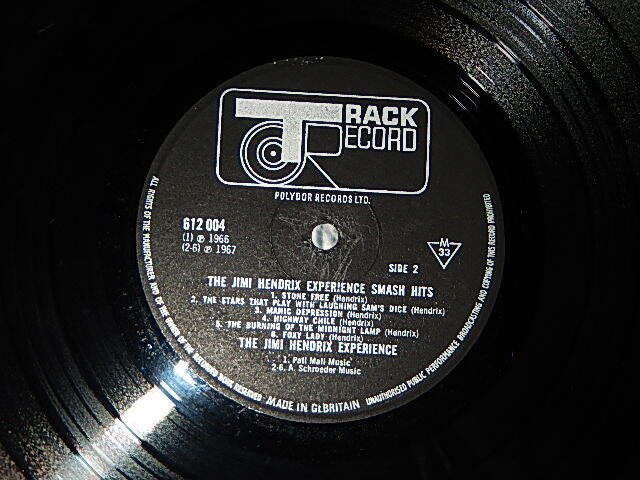 TRACK
RECORD
POLYDOR RECORDS LTD.
612 004
(1) ℗ 1966
(2-6) ℗ 1967
SIDE 2
M
33
THE JIMI HENDRIX EXPERIENCE SMASH HITS
1. STONE FREE (Hendrix)
2. THE STARS THAT PLAY WITH LAUGHING SAM'S DICE (Hendrix)
3. MANIC DEPRESSION (Hendrix)
4. HIGHWAY CHILE (Hendrix)
5. THE BURNING OF THE MIDNIGHT LAMP (Hendrix)
6. FOXY LADY (Hendrix)
THE JIMI HENDRIX EXPERIENCE
1. Pall Mall Music
2-6. A. Schroeder Music
ALL RIGHTS OF THE MANUFACTURER AND OF THE OWNER OF THE RECORDED WORK RESERVED
MADE IN Gt BRITAIN
UNAUTHORISED PUBLIC PERFORMANCE BROADCASTING AND COPYING OF THIS RECORD PROHIBITED